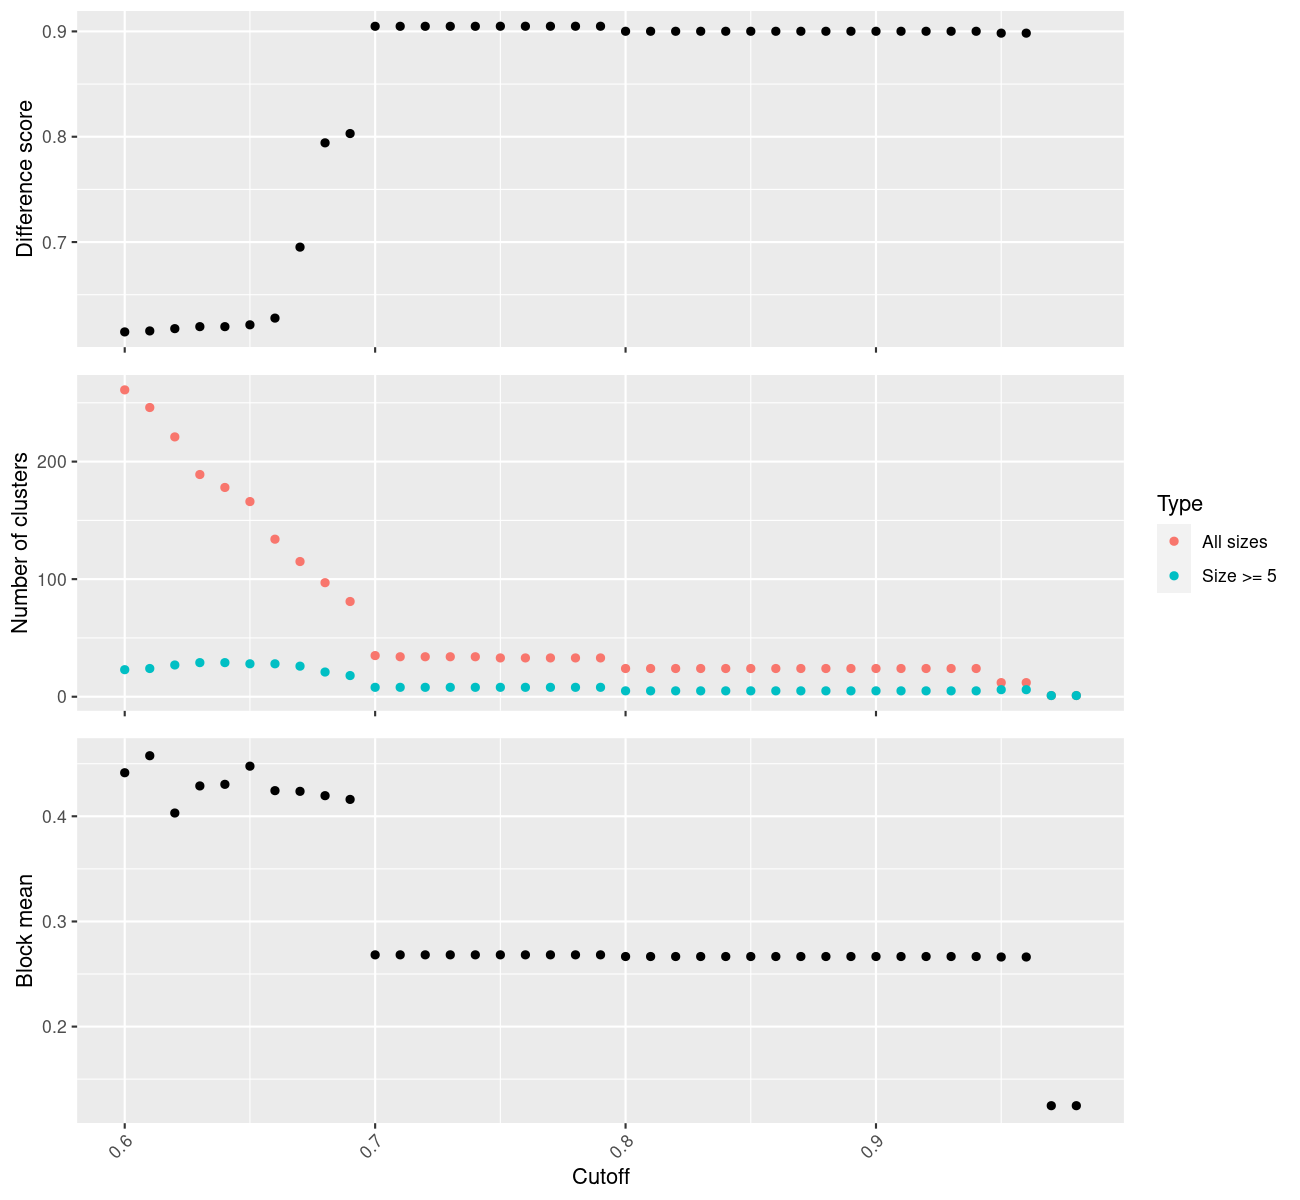 Difference score
0.9
0.8
0.7
Number of clusters
200
100
0
Type
All sizes
Size >= 5
Block mean
0.4
0.3
0.2
0.6
0.7
0.8
0.9
Cutoff